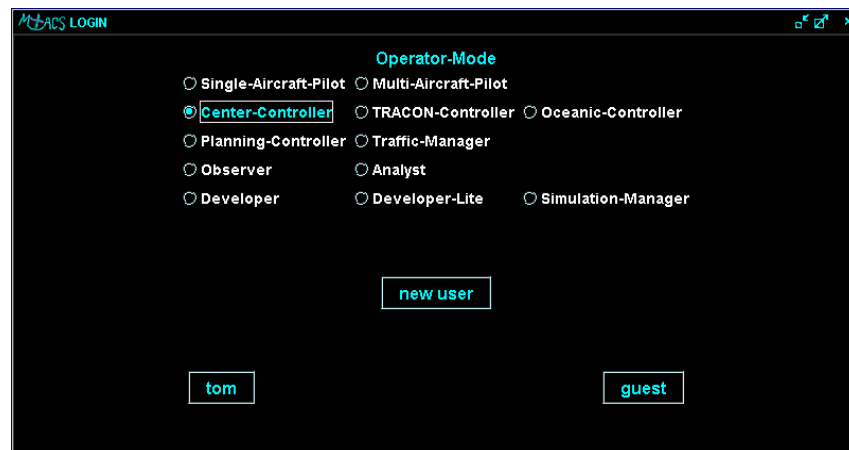 MACS LOGIN
Operator-Mode
Single-Aircraft-Pilot Multi-Aircraft-Pilot
Center-Controller TRACON-Controller Oceanic-Controller
Planning-Controller Traffic-Manager
Observer Analyst
Developer Developer-Lite Simulation-Manager
new user
tom guest